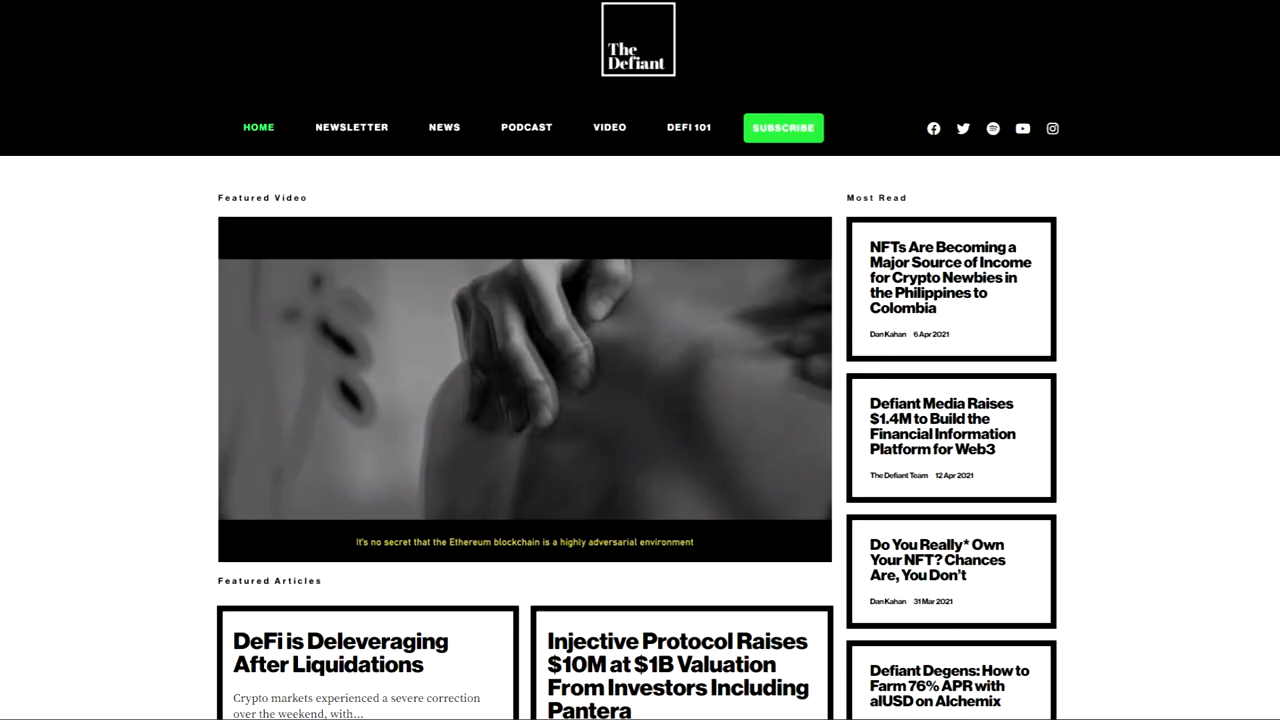 The
Defiant
HOME NEWSLETTER NEWS PODCAST VIDEO DEFI 101 SUBSCRIBE
Featured Video
It's no secret that the Ethereum blockchain is a highly adversarial environment
Featured Articles
DeFi is Deleveraging
After Liquidations
Crypto markets experienced a severe correction
over the weekend, with...
Injective Protocol Raises
$10M at $1B Valuation
From Investors Including
Pantera
Most Read
NFTs Are Becoming a
Major Source of Income
for Crypto Newbies in
the Philippines to
Colombia
Dan Kahan 6 Apr 2021
Defiant Media Raises
$1.4M to Build the
Financial Information
Platform for Web3
The Defiant Team 12 Apr 2021
Do You Really* Own
Your NFT? Chances
Are, You Don't
Dan Kahan 31 Mar 2021
Defiant Degens: How to
Farm 76% APR with
alUSD on Alchemix